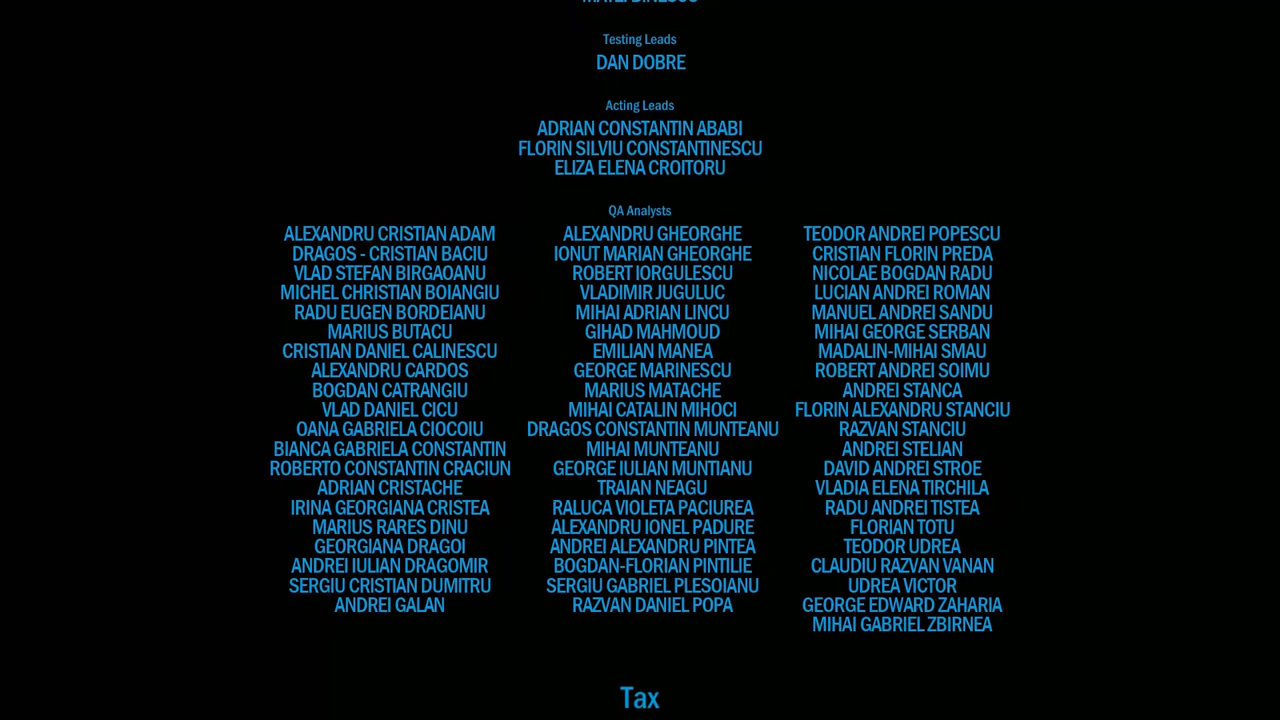 Testing Leads
DAN DOBRE
Acting Leads
ADRIAN CONSTANTIN ABABI
FLORIN SILVIU CONSTANTINESCU
ELIZA ELENA CROITORU
QA Analysts
ALEXANDRU CRISTIAN ADAM
DRAGOS - CRISTIAN BACIU
VLAD STEFAN BIRGAOANU
MICHEL CHRISTIAN BOIANGIU
RADU EUGEN BORDEIANU
MARIUS BUTACU
CRISTIAN DANIEL CALINESCU
ALEXANDRU CARDOS
BOGDAN CATRANGIU
VLAD DANIEL CICU
OANA GABRIELA CIOCOIU
BIANCA GABRIELA CONSTANTIN
ROBERTO CONSTANTIN CRACIUN
ADRIAN CRISTACHE
IRINA GEORGIANA CRISTEA
MARIUS RARES DINU
GEORGIANA DRAGOI
ANDREI IULIAN DRAGOMIR
SERGIU CRISTIAN DUMITRU
ANDREI GALAN
ALEXANDRU GHEORGHE
IONUT MARIAN GHEORGHE
ROBERT IORGULESCU
VLADIMIR JUGULUC
MIHAI ADRIAN LINCU
GIHAD MAHMOUD
EMILIAN MANEA
GEORGE MARINESCU
MARIUS MATACHE
MIHAI CATALIN MIHOCI
DRAGOS CONSTANTIN MUNTEANU
MIHAI MUNTEANU
GEORGE IULIAN MUNTIANU
TRAIAN NEAGU
RALUCA VIOLETA PACIUREA
ALEXANDRU IONEL PADURE
ANDREI ALEXANDRU PINTEA
BOGDAN-FLORIAN PINTILIE
SERGIU GABRIEL PLESOIANU
RAZVAN DANIEL POPA
TEODOR ANDREI POPESCU
CRISTIAN FLORIN PREDA
NICOLAE BOGDAN RADU
LUCIAN ANDREI ROMAN
MANUEL ANDREI SANDU
MIHAI GEORGE SERBAN
MADALIN-MIHAI SMAU
ROBERT ANDREI SOIMU
ANDREI STANCA
FLORIN ALEXANDRU STANCIU
RAZVAN STANCIU
ANDREI STELIAN
DAVID ANDREI STROE
VLADIA ELENA TIRCHILA
RADU ANDREI TISTEA
FLORIAN TOTU
TEODOR UDREA
CLAUDIU RAZVAN VANAN
UDREA VICTOR
GEORGE EDWARD ZAHARIA
MIHAI GABRIEL ZBIRNEA
Tax